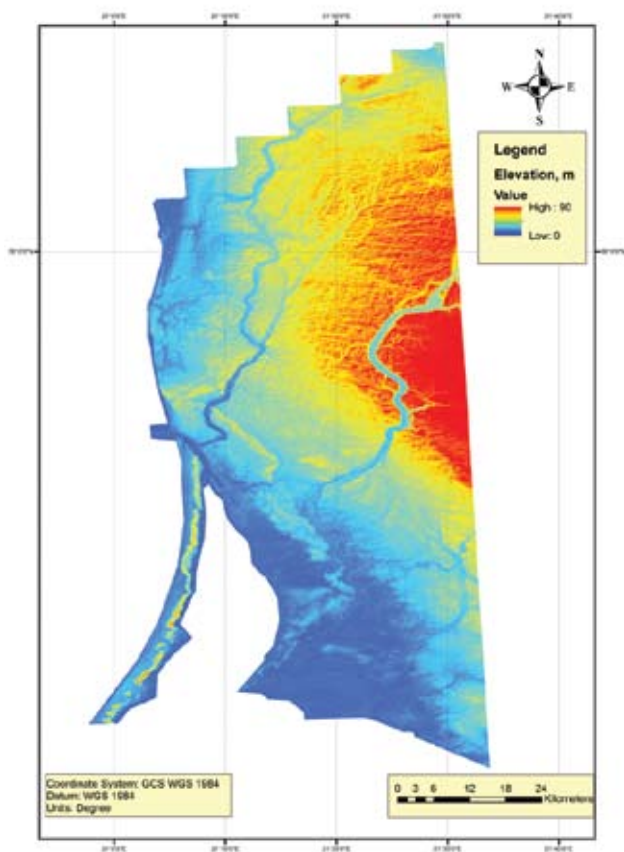 N
W E
S
Legend
Elevation, m
Value
High : 90
Low: 0
Coordinate System: GCS WGS 1984
Datum: WGS 1984
Units: Degree
0 3 6 12 18 24
Kilometers